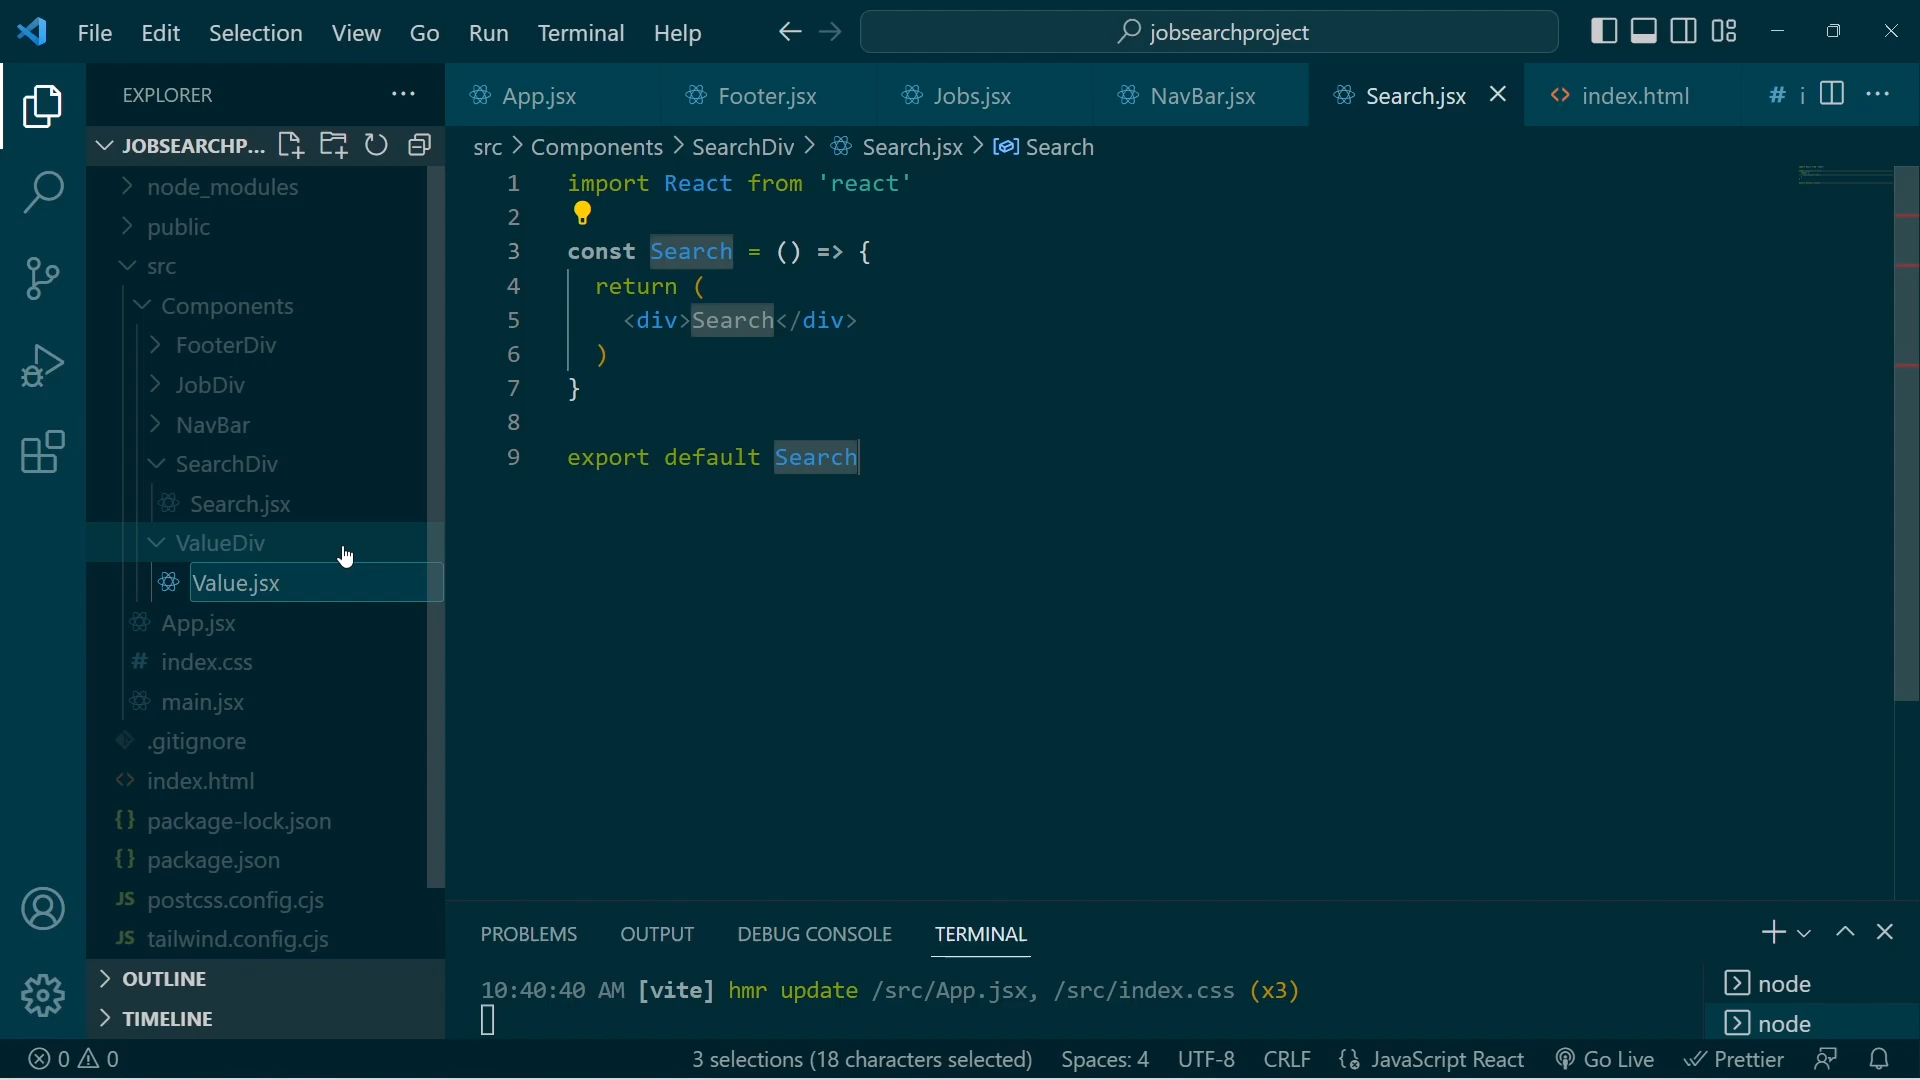 File Edit Selection View Go Run Terminal Help
jobsearchproject
EXPLORER
JOBSEARCHP...
node_modules
public
src
Components
FooterDiv
JobDiv
NavBar
SearchDiv
Search.jsx
ValueDiv
Value.jsx
App.jsx
# index.css
main.jsx
.gitignore
<> index.html
{} package-lock.json
{} package.json
JS postcss.config.cjs
JS tailwind.config.cjs
OUTLINE
TIMELINE
App.jsx Footer.jsx Jobs.jsx NavBar.jsx Search.jsx <> index.html # i
src > Components > SearchDiv > Search.jsx > Search
1 import React from 'react'
2
3 const Search = () => {
4 return (
5 <div>Search</div>
6 )
7 }
8
9 export default Search
PROBLEMS OUTPUT DEBUG CONSOLE TERMINAL
10:40:40 AM [vite] hmr update /src/App.jsx, /src/index.css (x3)
node
node
0 0 3 selections (18 characters selected) Spaces: 4 UTF-8 CRLF JavaScript React Go Live Prettier